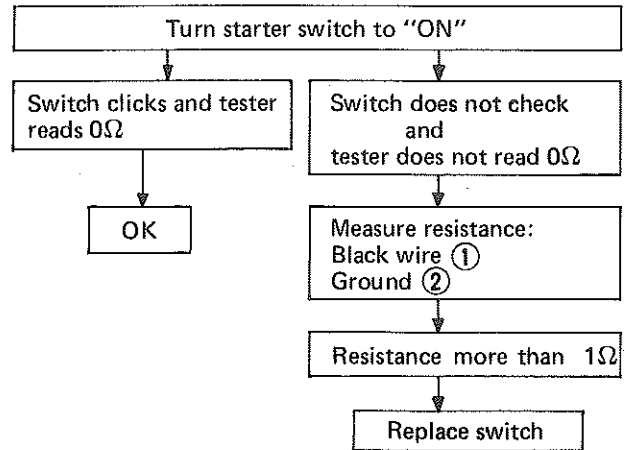 Turn starter switch to "ON"
Switch clicks and tester
reads 0Ω
Switch does not check
and
tester does not read 0Ω
OK
Measure resistance:
Black wire ①
Ground ②
Resistance more than 1Ω
Replace switch